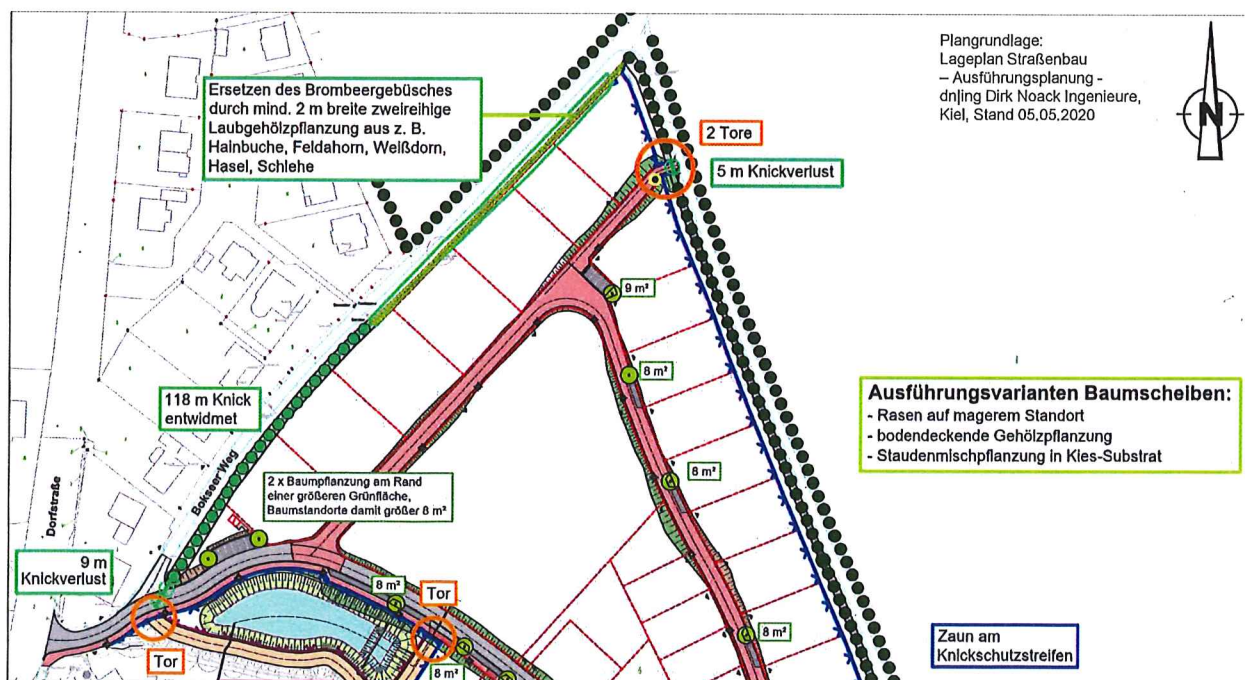 Plangrundlage:
Lageplan Straßenbau
– Ausführungsplanung -
dn|ing Dirk Noack Ingenieure,
Kiel, Stand 05.05.2020
N
Ersetzen des Brombeergebüsches
durch mind. 2 m breite zweireihige
Laubgehölzpflanzung aus z. B.
Hainbuche, Feldahorn, Weißdorn,
Hasel, Schlehe
2 Tore
5 m Knickverlust
9 m²
8 m²
118 m Knick
entwidmet
Ausführungsvarianten Baumscheiben:
- Rasen auf magerem Standort
- bodendeckende Gehölzpflanzung
- Staudenmischpflanzung in Kies-Substrat
Bokseer Weg
Dorfstraße
2 x Baumpflanzung am Rand
einer größeren Grünfläche,
Baumstandorte damit größer 8 m²
8 m²
9 m
Knickverlust
8 m²
Tor
8 m²
8 m²
Tor
Zaun am
Knickschutzstreifen